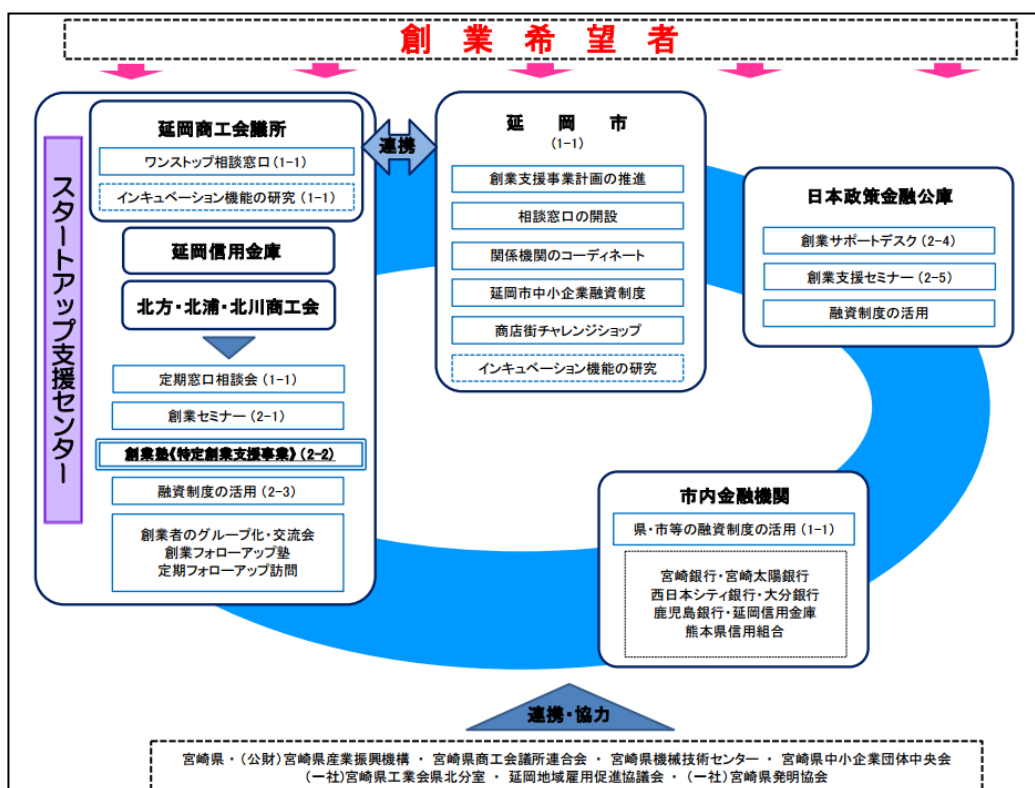 創業希望者
スタートアップ支援センター
延岡商工会議所
ワンストップ相談窓口(1-1)
インキュベーション機能の研究(1-1)
延岡信用金庫
北方・北浦・北川商工会
定期窓口相談会(1-1)
創業セミナー(2-1)
創業塾《特定創業支援事業》(2-2)
融資制度の活用(2-3)
創業者のグループ化・交流会
創業フォローアップ塾
定期フォローアップ訪問
連携
延岡市
(1-1)
創業支援事業計画の推進
相談窓口の開設
関係機関のコーディネート
延岡市中小企業融資制度
商店街チャレンジショップ
インキュベーション機能の研究
日本政策金融公庫
創業サポートデスク(2-4)
創業支援セミナー(2-5)
融資制度の活用
市内金融機関
県・市等の融資制度の活用(1-1)
宮崎銀行・宮崎太陽銀行
西日本シティ銀行・大分銀行
鹿児島銀行・延岡信用金庫
熊本県信用組合
連携・協力
宮崎県・(公財)宮崎県産業振興機構・宮崎県商工会議所連合会・宮崎県機械技術センター・宮崎県中小企業団体中央会
(一社)宮崎県工業会県北分室・延岡地域雇用促進協議会・(一社)宮崎県発明協会